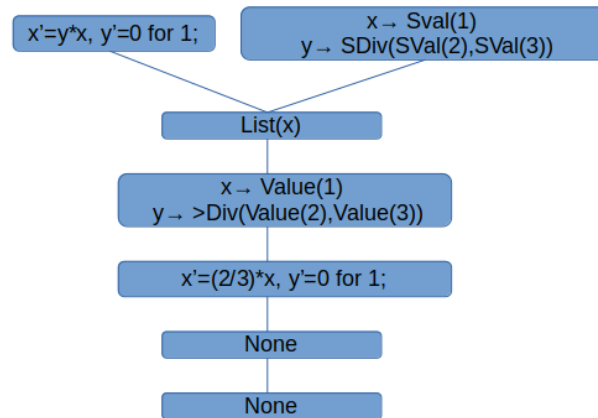 x'=y*x, y'=0 for 1;
x→ Sval(1)
y→ SDiv(SVal(2),SVal(3))
List(x)
x→ Value(1)
y→ >Div(Value(2),Value(3))
x'=(2/3)*x, y'=0 for 1;
None
None